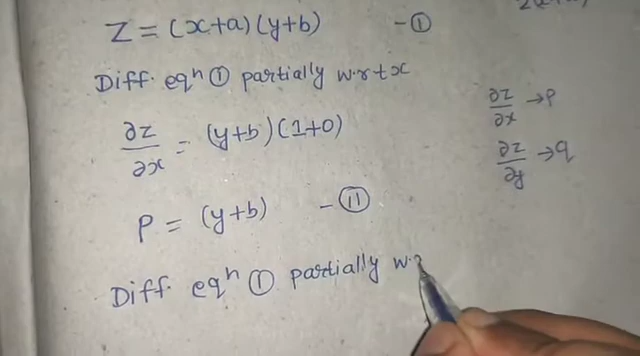 Z = (x+a)(y+b) -①
Diff. eqⁿ ① partially w.r.t x
∂z/∂x = (y+b)(1+0)
∂z/∂x → p
∂z/∂y → q
p = (y+b) -⑪
Diff. eqⁿ ① partially w.r